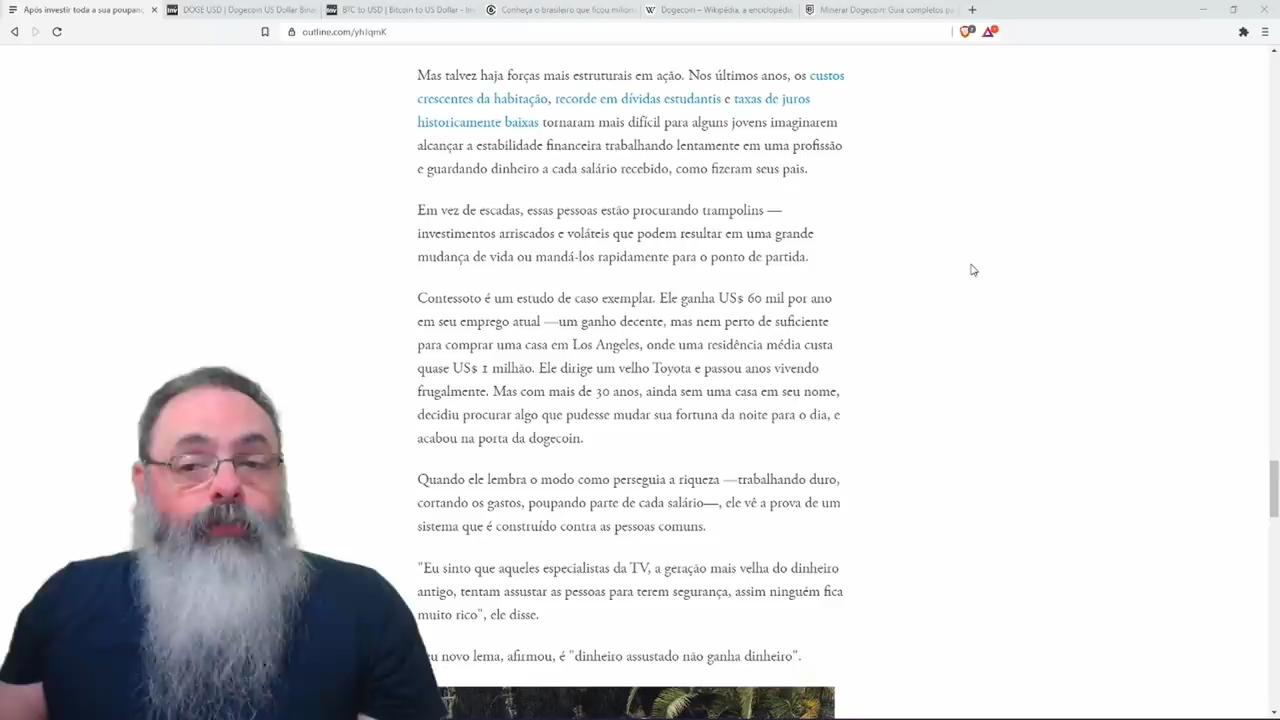 Após investir toda a sua poupanç
DOGE USD | Dogecoin US Dollar Bina
BTC to USD | Bitcoin to US Dollar - In
Conheça o brasileiro que ficou milion
Dogecoin – Wikipédia, a enciclopédi
Minerar Dogecoin: Guia completos pa
outline.com/yhJqmK
Mas talvez haja forças mais estruturais em ação. Nos últimos anos, os custos
crescentes da habitação, recorde em dívidas estudantis e taxas de juros
historicamente baixas tornaram mais difícil para alguns jovens imaginarem
alcançar a estabilidade financeira trabalhando lentamente em uma profissão
e guardando dinheiro a cada salário recebido, como fizeram seus pais.
Em vez de escadas, essas pessoas estão procurando trampolins —
investimentos arriscados e voláteis que podem resultar em uma grande
mudança de vida ou mandá-los rapidamente para o ponto de partida.
Contessoto é um estudo de caso exemplar. Ele ganha US$ 60 mil por ano
em seu emprego atual —um ganho decente, mas nem perto de suficiente
para comprar uma casa em Los Angeles, onde uma residência média custa
quase US$ 1 milhão. Ele dirige um velho Toyota e passou anos vivendo
frugalmente. Mas com mais de 30 anos, ainda sem uma casa em seu nome,
decidiu procurar algo que pudesse mudar sua fortuna da noite para o dia, e
acabou na porta da dogecoin.
Quando ele lembra o modo como perseguia a riqueza —trabalhando duro,
cortando os gastos, poupando parte de cada salário—, ele vê a prova de um
sistema que é construído contra as pessoas comuns.
"Eu sinto que aqueles especialistas da TV, a geração mais velha do dinheiro
antigo, tentam assustar as pessoas para terem segurança, assim ninguém fica
muito rico", ele disse.
eu novo lema, afirmou, é "dinheiro assustado não ganha dinheiro".